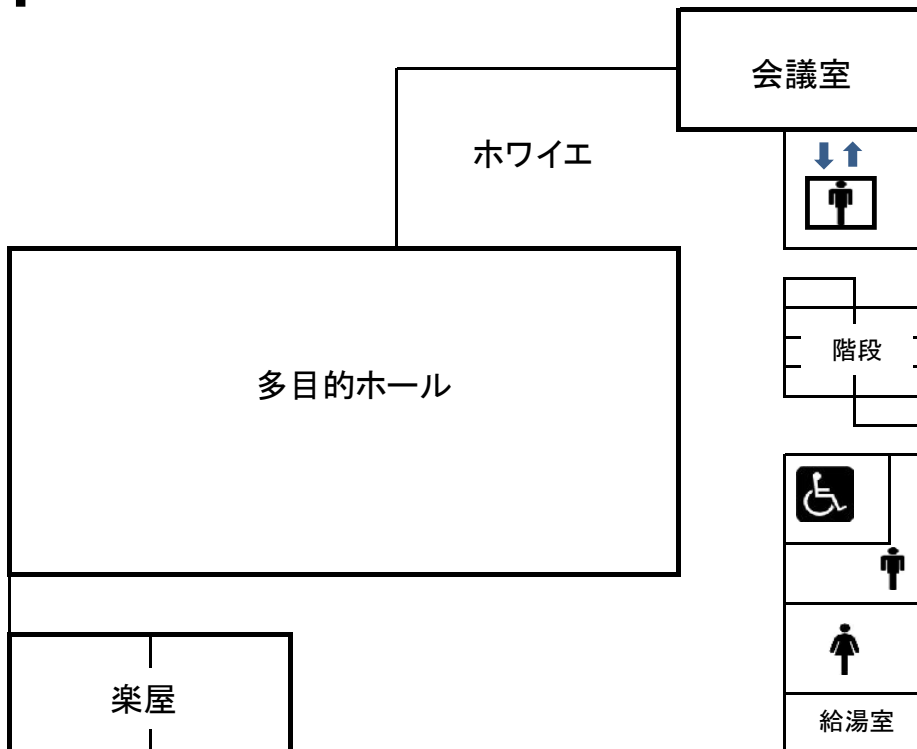 会議室
ホワイエ
階段
多目的ホール
楽屋
給湯室